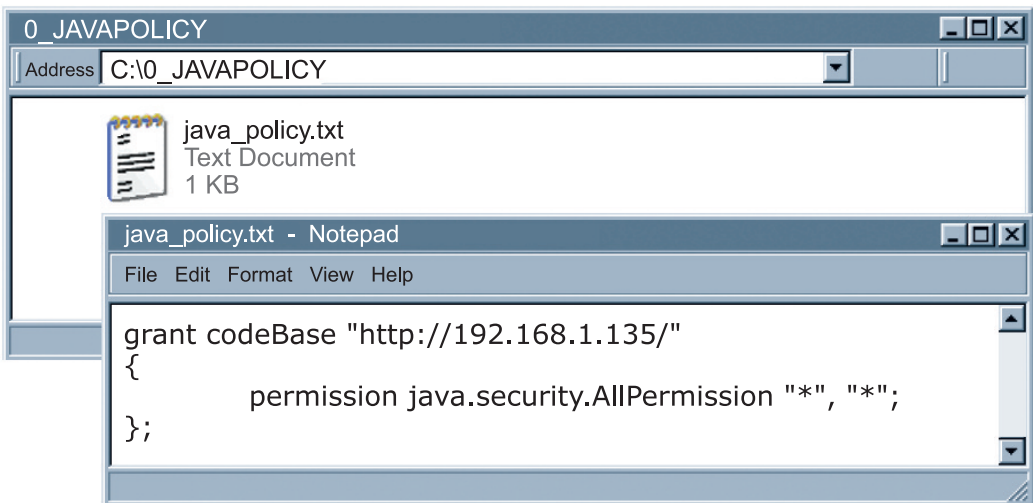 0_JAVAPOLICY
Address C:\0_JAVAPOLICY
java_policy.txt
Text Document
1 KB
java_policy.txt - Notepad
File Edit Format View Help
grant codeBase "http://192.168.1.135/"
{
permission java.security.AllPermission "*", "*";
};